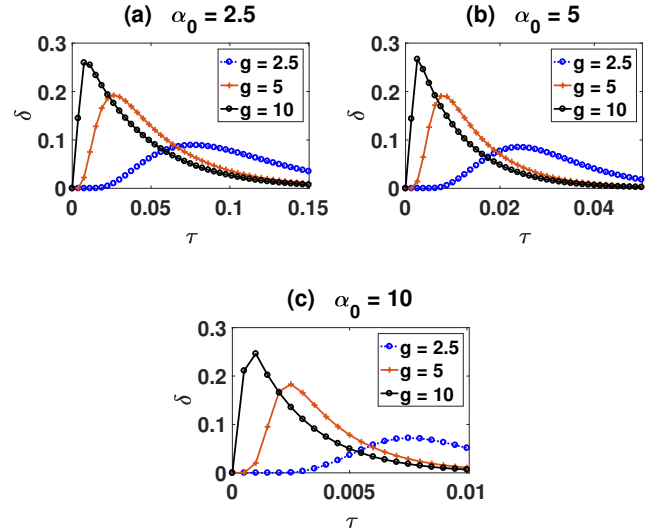 (a) α0 = 2.5
0.3
0.2
0.1
0
δ
g = 2.5
g = 5
g = 10
0 0.05 0.1 0.15
τ
(b) α0 = 5
0.3
0.2
0.1
0
δ
g = 2.5
g = 5
g = 10
0 0.02 0.04
τ
(c) α0 = 10
0.3
0.2
0.1
0
δ
g = 2.5
g = 5
g = 10
0 0.005 0.01
τ